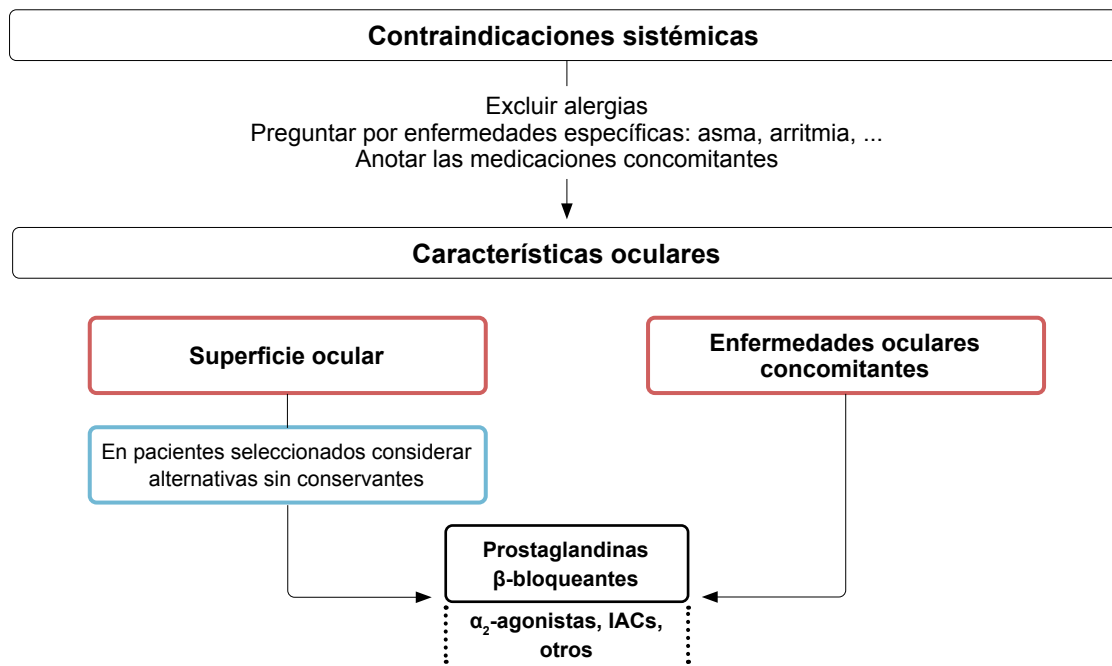 Contraindicaciones sistémicas
Excluir alergias
Preguntar por enfermedades específicas: asma, arritmia, ...
Anotar las medicaciones concomitantes
Características oculares
Superficie ocular
Enfermedades oculares
concomitantes
En pacientes seleccionados considerar
alternativas sin conservantes
Prostaglandinas
β-bloqueantes
α₂-agonistas, IACs,
otros